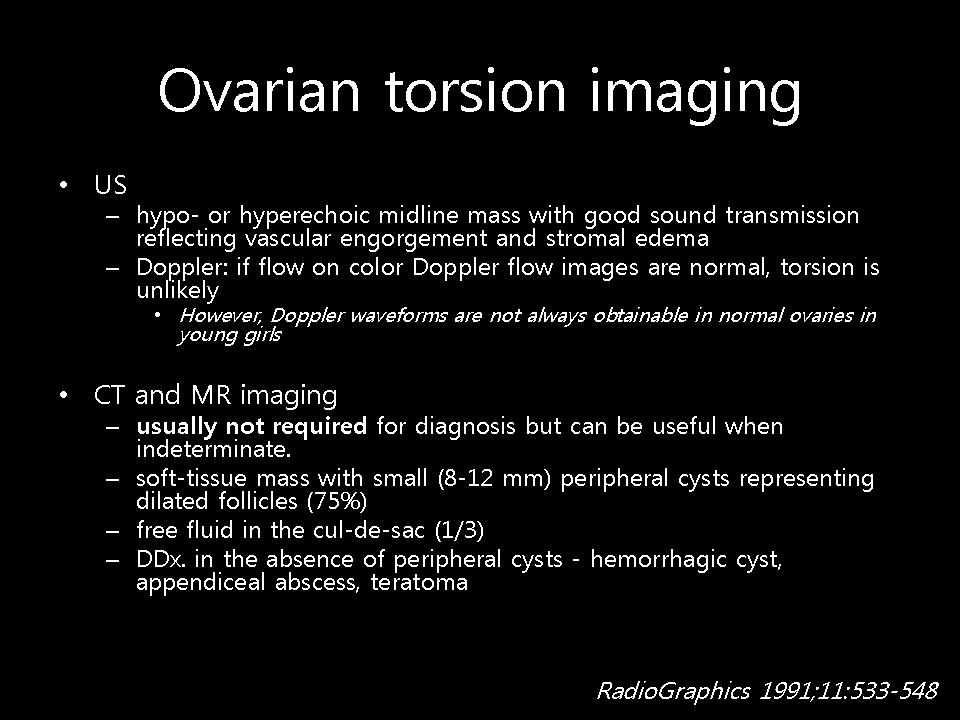 Ovarian torsion imaging
• US
– hypo- or hyperechoic midline mass with good sound transmission
reflecting vascular engorgement and stromal edema
– Doppler: if flow on color Doppler flow images are normal, torsion is
unlikely
• However, Doppler waveforms are not always obtainable in normal ovaries in
young girls
• CT and MR imaging
– usually not required for diagnosis but can be useful when
indeterminate.
– soft-tissue mass with small (8-12 mm) peripheral cysts representing
dilated follicles (75%)
– free fluid in the cul-de-sac (1/3)
– DDx. in the absence of peripheral cysts - hemorrhagic cyst,
appendiceal abscess, teratoma
RadioGraphics 1991;11:533-548